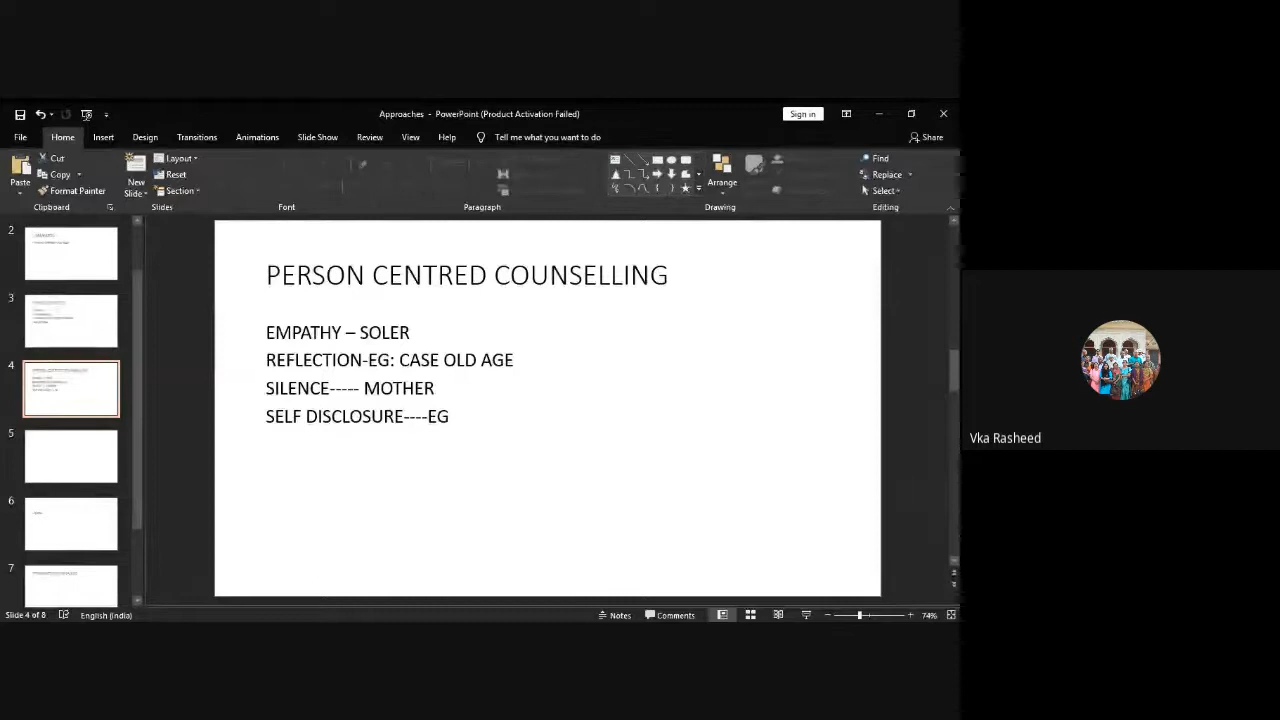 Approaches - PowerPoint (Product Activation Failed)
Sign in
File Home Insert Design Transitions Animations Slide Show Review View Help Tell me what you want to do Share
Paste
Cut
Copy
Format Painter
Clipboard
New Slide
Layout
Reset
Section
Slides
Font
Paragraph
Arrange
Drawing
Find
Replace
Select
Editing
2
3
4
5
6
7
PERSON CENTRED COUNSELLING
EMPATHY – SOLER
REFLECTION-EG: CASE OLD AGE
SILENCE----- MOTHER
SELF DISCLOSURE----EG
Vka Rasheed
Slide 4 of 8 English (India) Notes Comments 74%